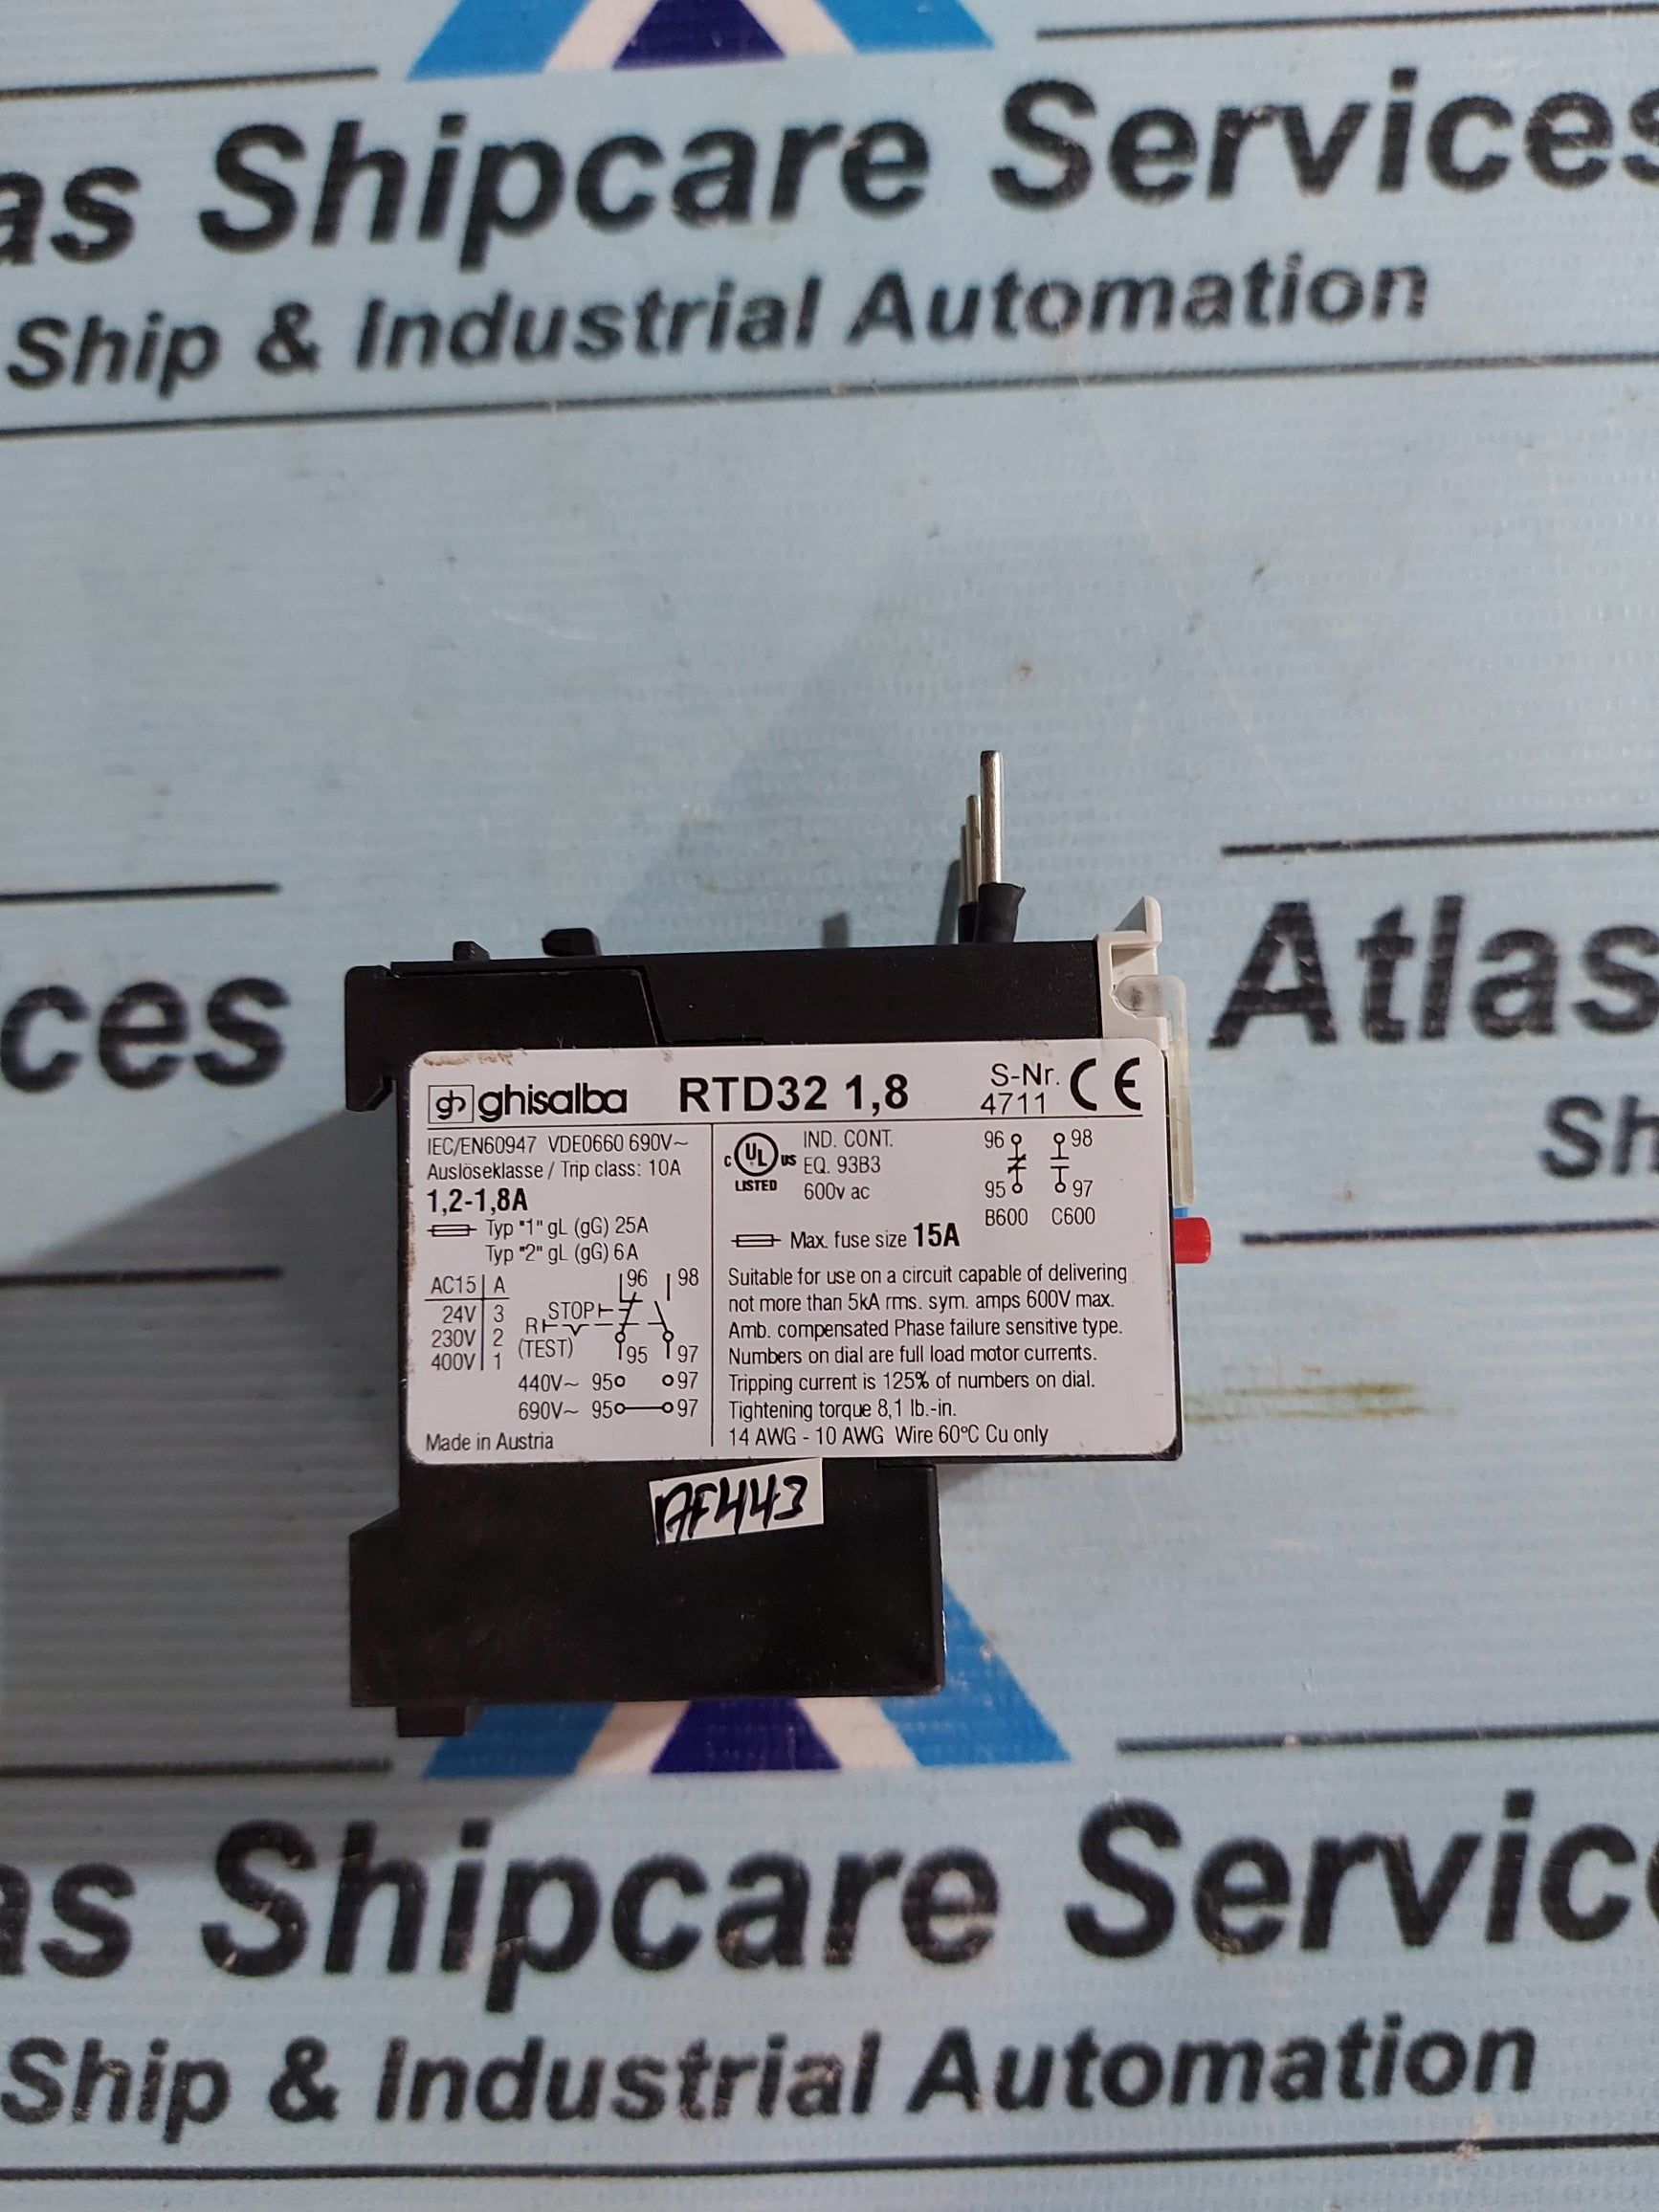 as Shipcare Services
Ship & Industrial Automation
ces
Atlas
Sh
gh ghisalba RTD32 1,8 S-Nr. 4711 CE
IEC/EN60947 VDE0660 690V~
Auslöseklasse / Trip class: 10A
1,2-1,8A
Typ "1" gL (gG) 25A
Typ "2" gL (gG) 6A
AC15 A
24V 3
230V 2
400V 1
96 98
STOP
R
(TEST)
95 97
440V~ 95 97
690V~ 95 97
Made in Austria
C UL US
LISTED
IND. CONT.
EQ. 93B3
600v ac
96 98
95 97
B600 C600
Max. fuse size 15A
Suitable for use on a circuit capable of delivering
not more than 5kA rms. sym. amps 600V max.
Amb. compensated Phase failure sensitive type.
Numbers on dial are full load motor currents.
Tripping current is 125% of numbers on dial.
Tightening torque 8,1 lb.-in.
14 AWG - 10 AWG Wire 60°C Cu only
AF443
as Shipcare Servic
Ship & Industrial Automation